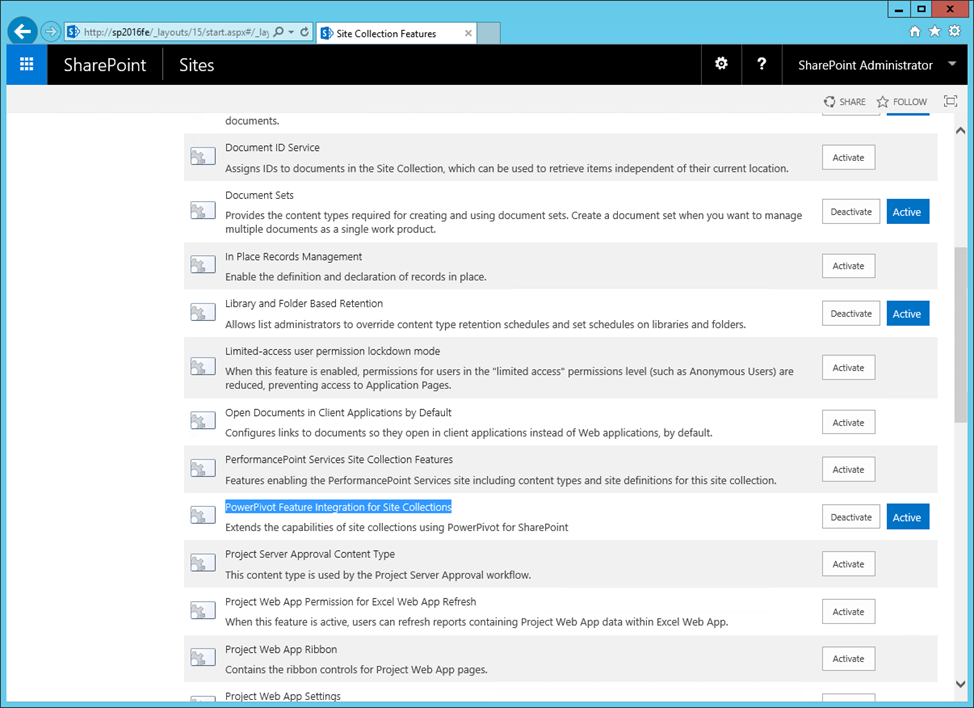 http://sp2016fe/_layouts/15/start.aspx#/_lay
Site Collection Features
SharePoint
Sites
?
SharePoint Administrator
SHARE
FOLLOW
documents.
Document ID Service
Assigns IDs to documents in the Site Collection, which can be used to retrieve items independent of their current location.
Activate
Document Sets
Provides the content types required for creating and using document sets. Create a document set when you want to manage
multiple documents as a single work product.
Deactivate
Active
In Place Records Management
Enable the definition and declaration of records in place.
Activate
Library and Folder Based Retention
Allows list administrators to override content type retention schedules and set schedules on libraries and folders.
Deactivate
Active
Limited-access user permission lockdown mode
When this feature is enabled, permissions for users in the "limited access" permissions level (such as Anonymous Users) are
reduced, preventing access to Application Pages.
Activate
Open Documents in Client Applications by Default
Configures links to documents so they open in client applications instead of Web applications, by default.
Activate
PerformancePoint Services Site Collection Features
Features enabling the PerformancePoint Services site including content types and site definitions for this site collection.
Activate
PowerPivot Feature Integration for Site Collections
Extends the capabilities of site collections using PowerPivot for SharePoint
Deactivate
Active
Project Server Approval Content Type
This content type is used by the Project Server Approval workflow.
Activate
Project Web App Permission for Excel Web App Refresh
When this feature is active, users can refresh reports containing Project Web App data within Excel Web App.
Activate
Project Web App Ribbon
Contains the ribbon controls for Project Web App pages.
Activate
Project Web App Settings